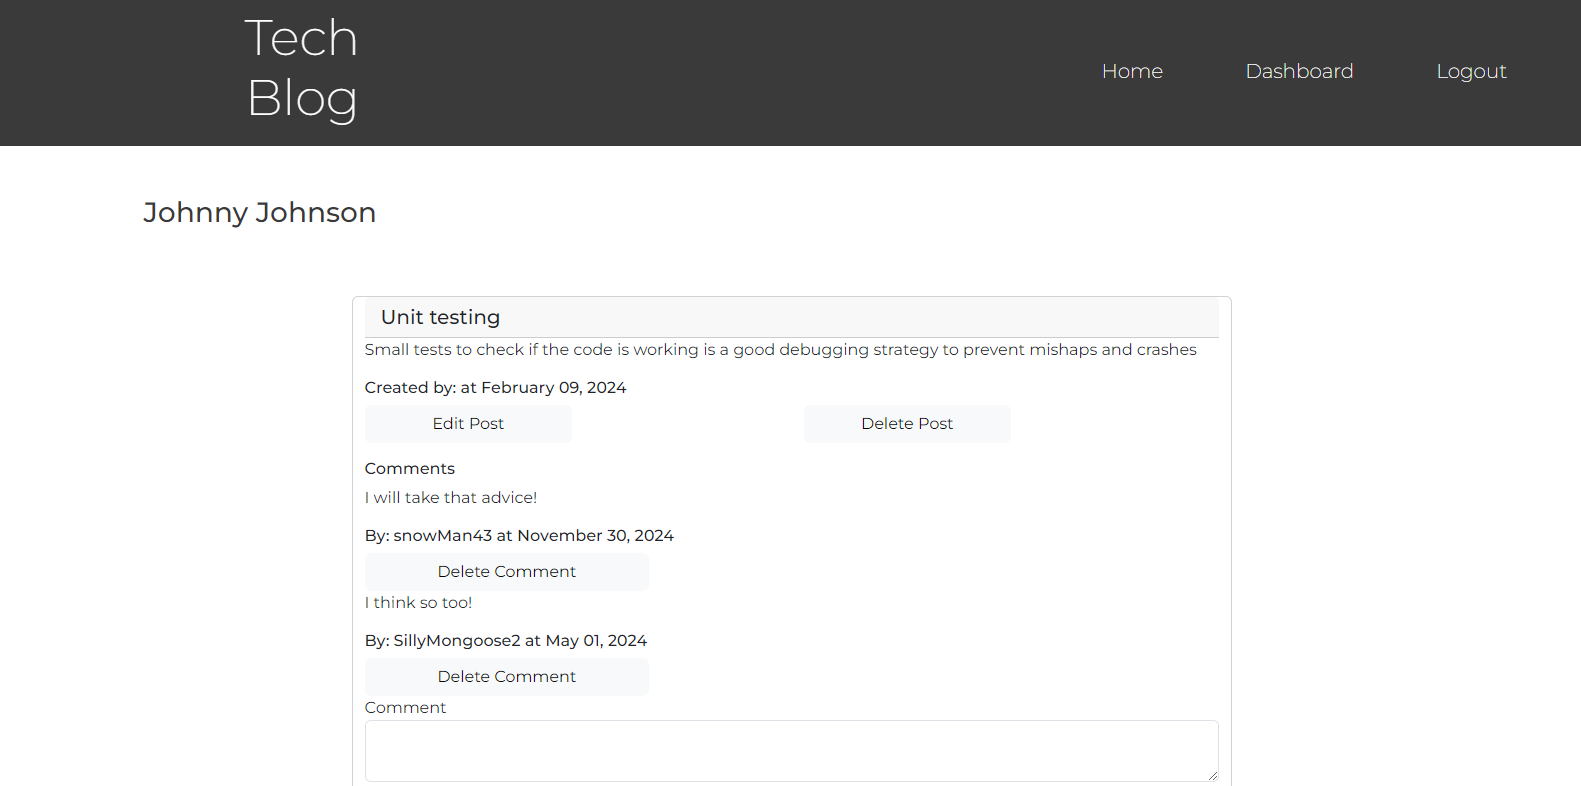 Tech
Blog
Home
Dashboard
Logout
Johnny Johnson
Unit testing
Small tests to check if the code is working is a good debugging strategy to prevent mishaps and crashes
Created by: at February 09, 2024
Edit Post
Delete Post
Comments
I will take that advice!
By: snowMan43 at November 30, 2024
Delete Comment
I think so too!
By: SillyMongoose2 at May 01, 2024
Delete Comment
Comment